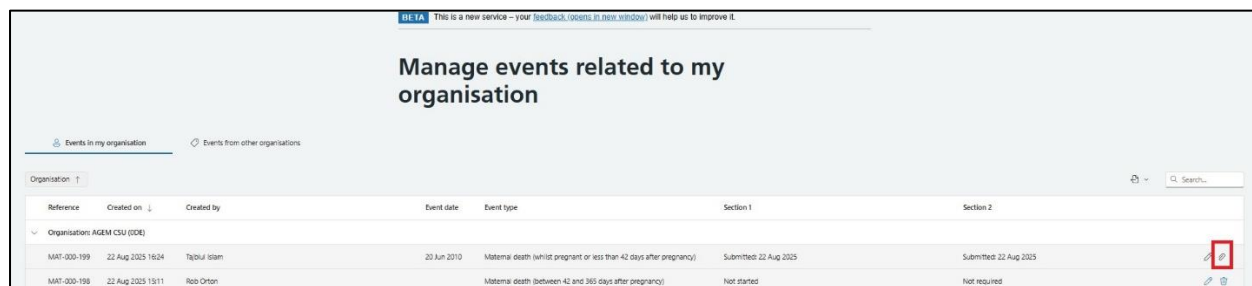 BETA This is a new service – your feedback (opens in new window) will help us to improve it.
Manage events related to my
organisation
Events in my organisation Events from other organisations
Organisation ↑ Search...
Reference Created on ↓ Created by Event date Event type Section 1 Section 2
Organisation: AGEM CSU (0DE)
MAT-000-199 22 Aug 2025 16:24 Tajbiul Islam 20 Jun 2010 Maternal death (whilst pregnant or less than 42 days after pregnancy) Submitted: 22 Aug 2025 Submitted: 22 Aug 2025
MAT-000-198 22 Aug 2025 15:11 Rob Orton Maternal death (between 42 and 365 days after pregnancy) Not started Not required